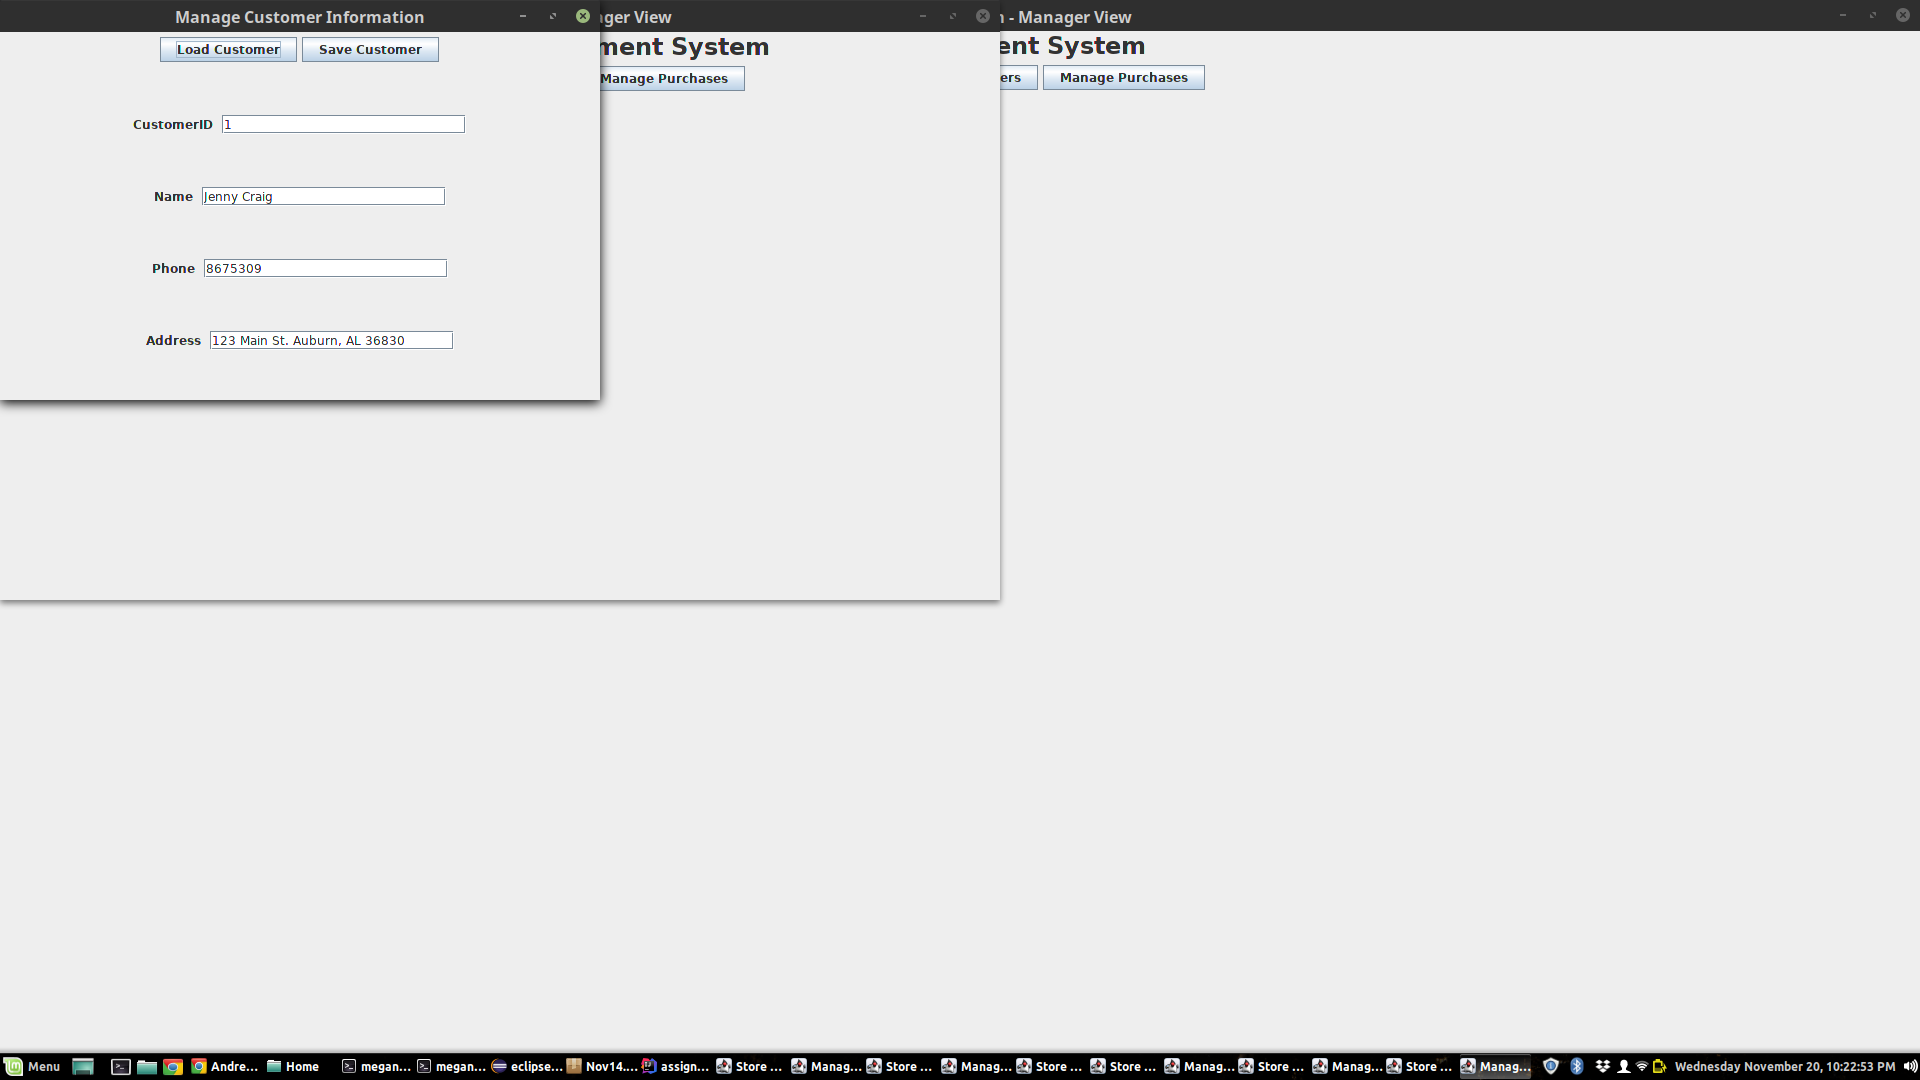 Manage Customer Information
Load Customer Save Customer
CustomerID 1
Name Jenny Craig
Phone 8675309
Address 123 Main St. Auburn, AL 36830
ger View
ment System
Manage Purchases
n - Manager View
ent System
ers Manage Purchases
Menu Andre... Home megan... megan... eclipse... Nov14.... assign... Store ... Manag... Store ... Manag... Store ... Store ... Manag... Store ... Manag... Store ... Manag... Wednesday November 20, 10:22:53 PM